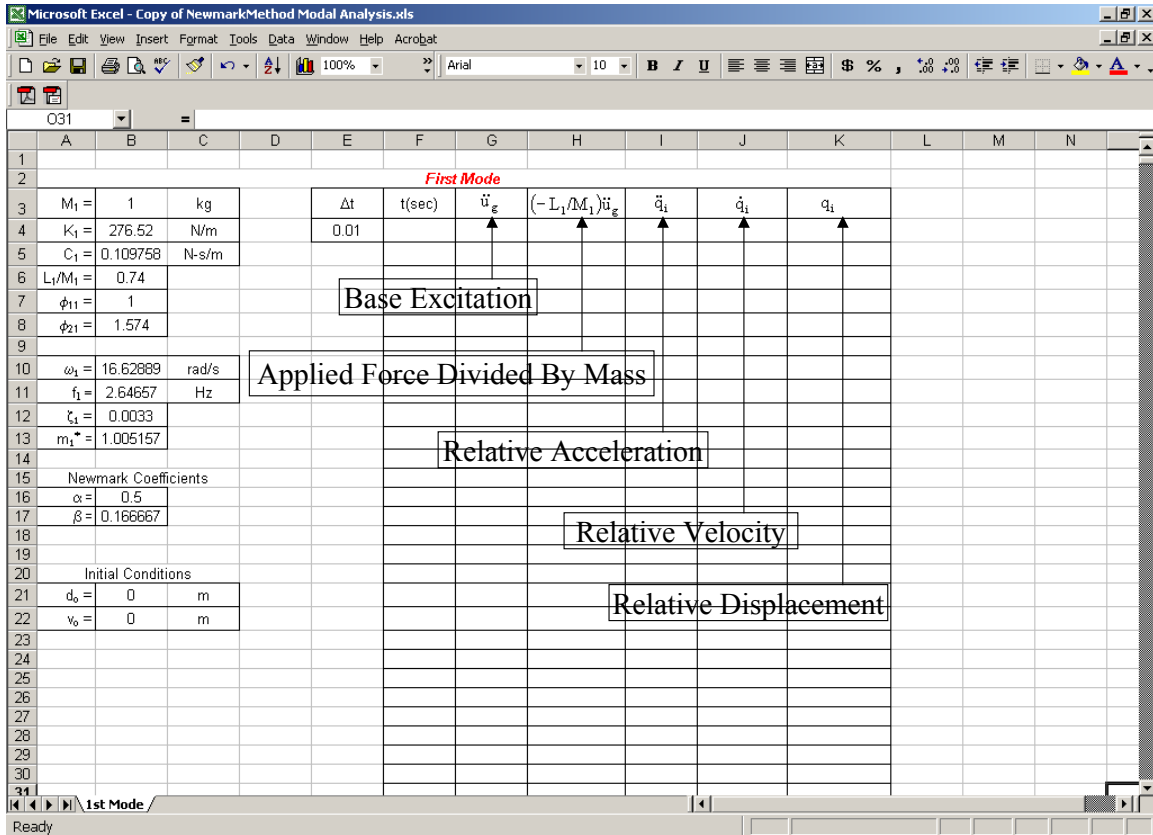 Microsoft Excel - Copy of NewmarkMethod Modal Analysis.xls
File Edit View Insert Format Tools Data Window Help Acrobat
100% » Arial 10 B I U $ % ,
O31 =
A B C D E F G H I J K L M N
1
2 First Mode
3 M₁ = 1 kg Δt t(sec) ü_g (-L₁/M₁)ü_g q̈ᵢ q̇ᵢ qᵢ
4 K₁ = 276.52 N/m 0.01
5 C₁ = 0.109758 N-s/m
6 L₁/M₁ = 0.74
7 ϕ₁₁ = 1
Base Excitation
8 ϕ₂₁ = 1.574
9
10 ω₁ = 16.62889 rad/s
Applied Force Divided By Mass
11 f₁ = 2.64657 Hz
12 ζ₁ = 0.0033
13 m₁* = 1.005157
Relative Acceleration
14
15 Newmark Coefficients
16 α = 0.5
17 β = 0.166667
18
Relative Velocity
19
20 Initial Conditions
21 dₒ = 0 m
Relative Displacement
22 vₒ = 0 m
23
24
25
26
27
28
29
30
31
1st Mode
Ready